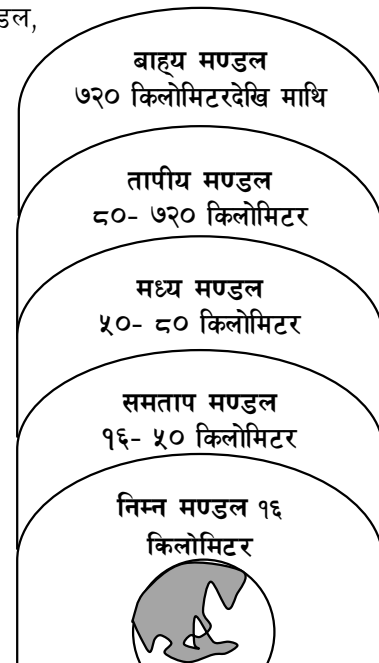 डल,
बाह्य मण्डल
७२० किलोमिटरदेखि माथि
तापीय मण्डल
८०- ७२० किलोमिटर
मध्य मण्डल
५०- ८० किलोमिटर
समताप मण्डल
१६- ५० किलोमिटर
निम्न मण्डल १६
किलोमिटर